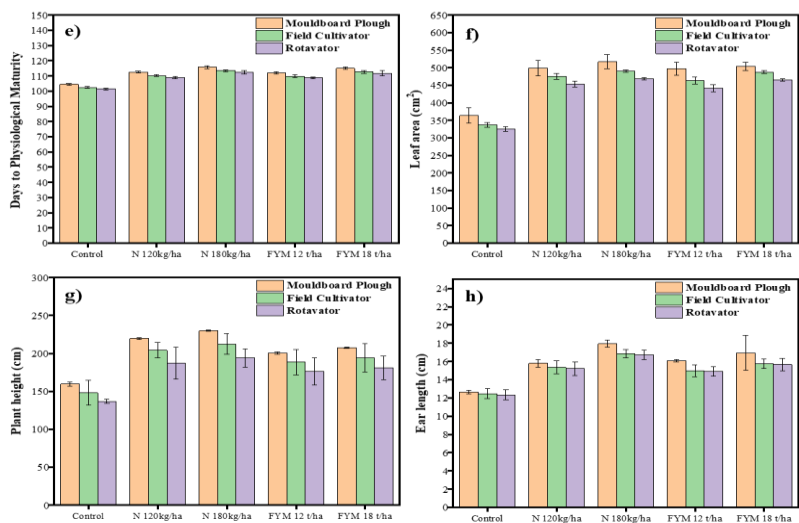 e)
Mouldboard Plough
Field Cultivator
Rotavator
Days to Physiological Maturity
150
140
130
120
110
100
90
80
70
60
50
40
30
20
10
0
Control
N 120kg/ha
N 180kg/ha
FYM 12 t/ha
FYM 18 t/ha
f)
Mouldboard Plough
Field Cultivator
Rotavator
Leaf area (cm²)
650
600
550
500
450
400
350
300
250
200
150
100
50
0
Control
N 120kg/ha
N 180kg/ha
FYM 12 t/ha
FYM 18 t/ha
g)
Mouldboard Plough
Field Cultivator
Rotavator
Plant height (cm)
300
250
200
150
100
50
0
Control
N 120kg/ha
N 180kg/ha
FYM 12 t/ha
FYM 18 t/ha
h)
Mouldboard Plough
Field Cultivator
Rotavator
Ear length (cm)
24
22
20
18
16
14
12
10
8
6
4
2
0
Control
N 120kg/ha
N 180kg/ha
FYM 12 t/ha
FYM 18 t/ha